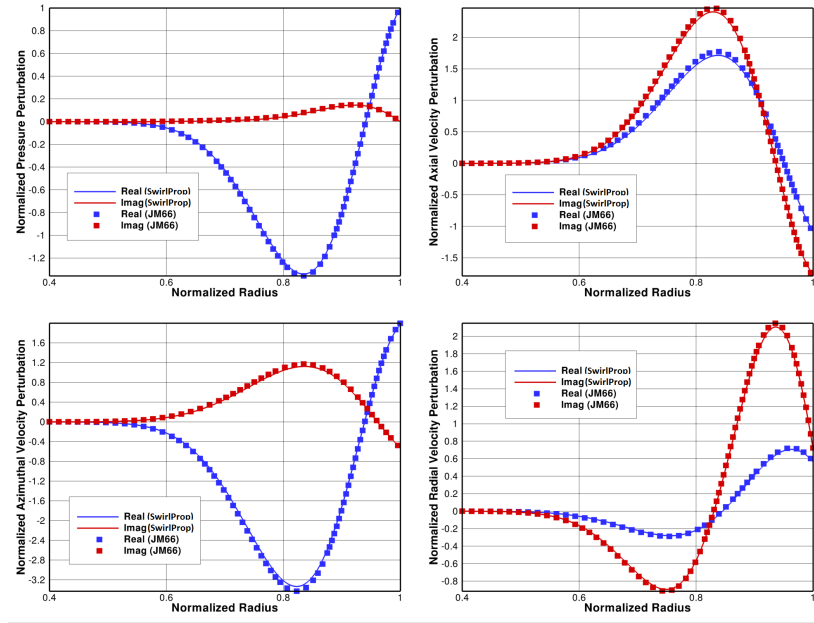 Normalized Pressure Perturbation
1
0.8
0.6
0.4
0.2
0
-0.2
-0.4
-0.6
-0.8
-1
-1.2
Real (SwirlProp)
Imag(SwirlProp)
Real (JM66)
Imag (JM66)
0.4 0.6 0.8 1
Normalized Radius
Normalized Axial Velocity Perturbation
2
1.5
1
0.5
0
-0.5
-1
-1.5
Real (SwirlProp)
Imag(SwirlProp)
Real (JM66)
Imag (JM66)
0.4 0.6 0.8 1
Normalized Radius
Normalized Azimuthal Velocity Perturbation
1.6
1.2
0.8
0.4
0
-0.4
-0.8
-1.2
-1.6
-2
-2.4
-2.8
-3.2
Real (SwirlProp)
Imag(SwirlProp)
Real (JM66)
Imag (JM66)
0.4 0.6 0.8 1
Normalized Radius
Normalized Radial Velocity Perturbation
2
1.8
1.6
1.4
1.2
1
0.8
0.6
0.4
0.2
0
-0.2
-0.4
-0.6
-0.8
Real (SwirlProp)
Imag(SwirlProp)
Real (JM66)
Imag (JM66)
0.4 0.6 0.8 1
Normalized Radius